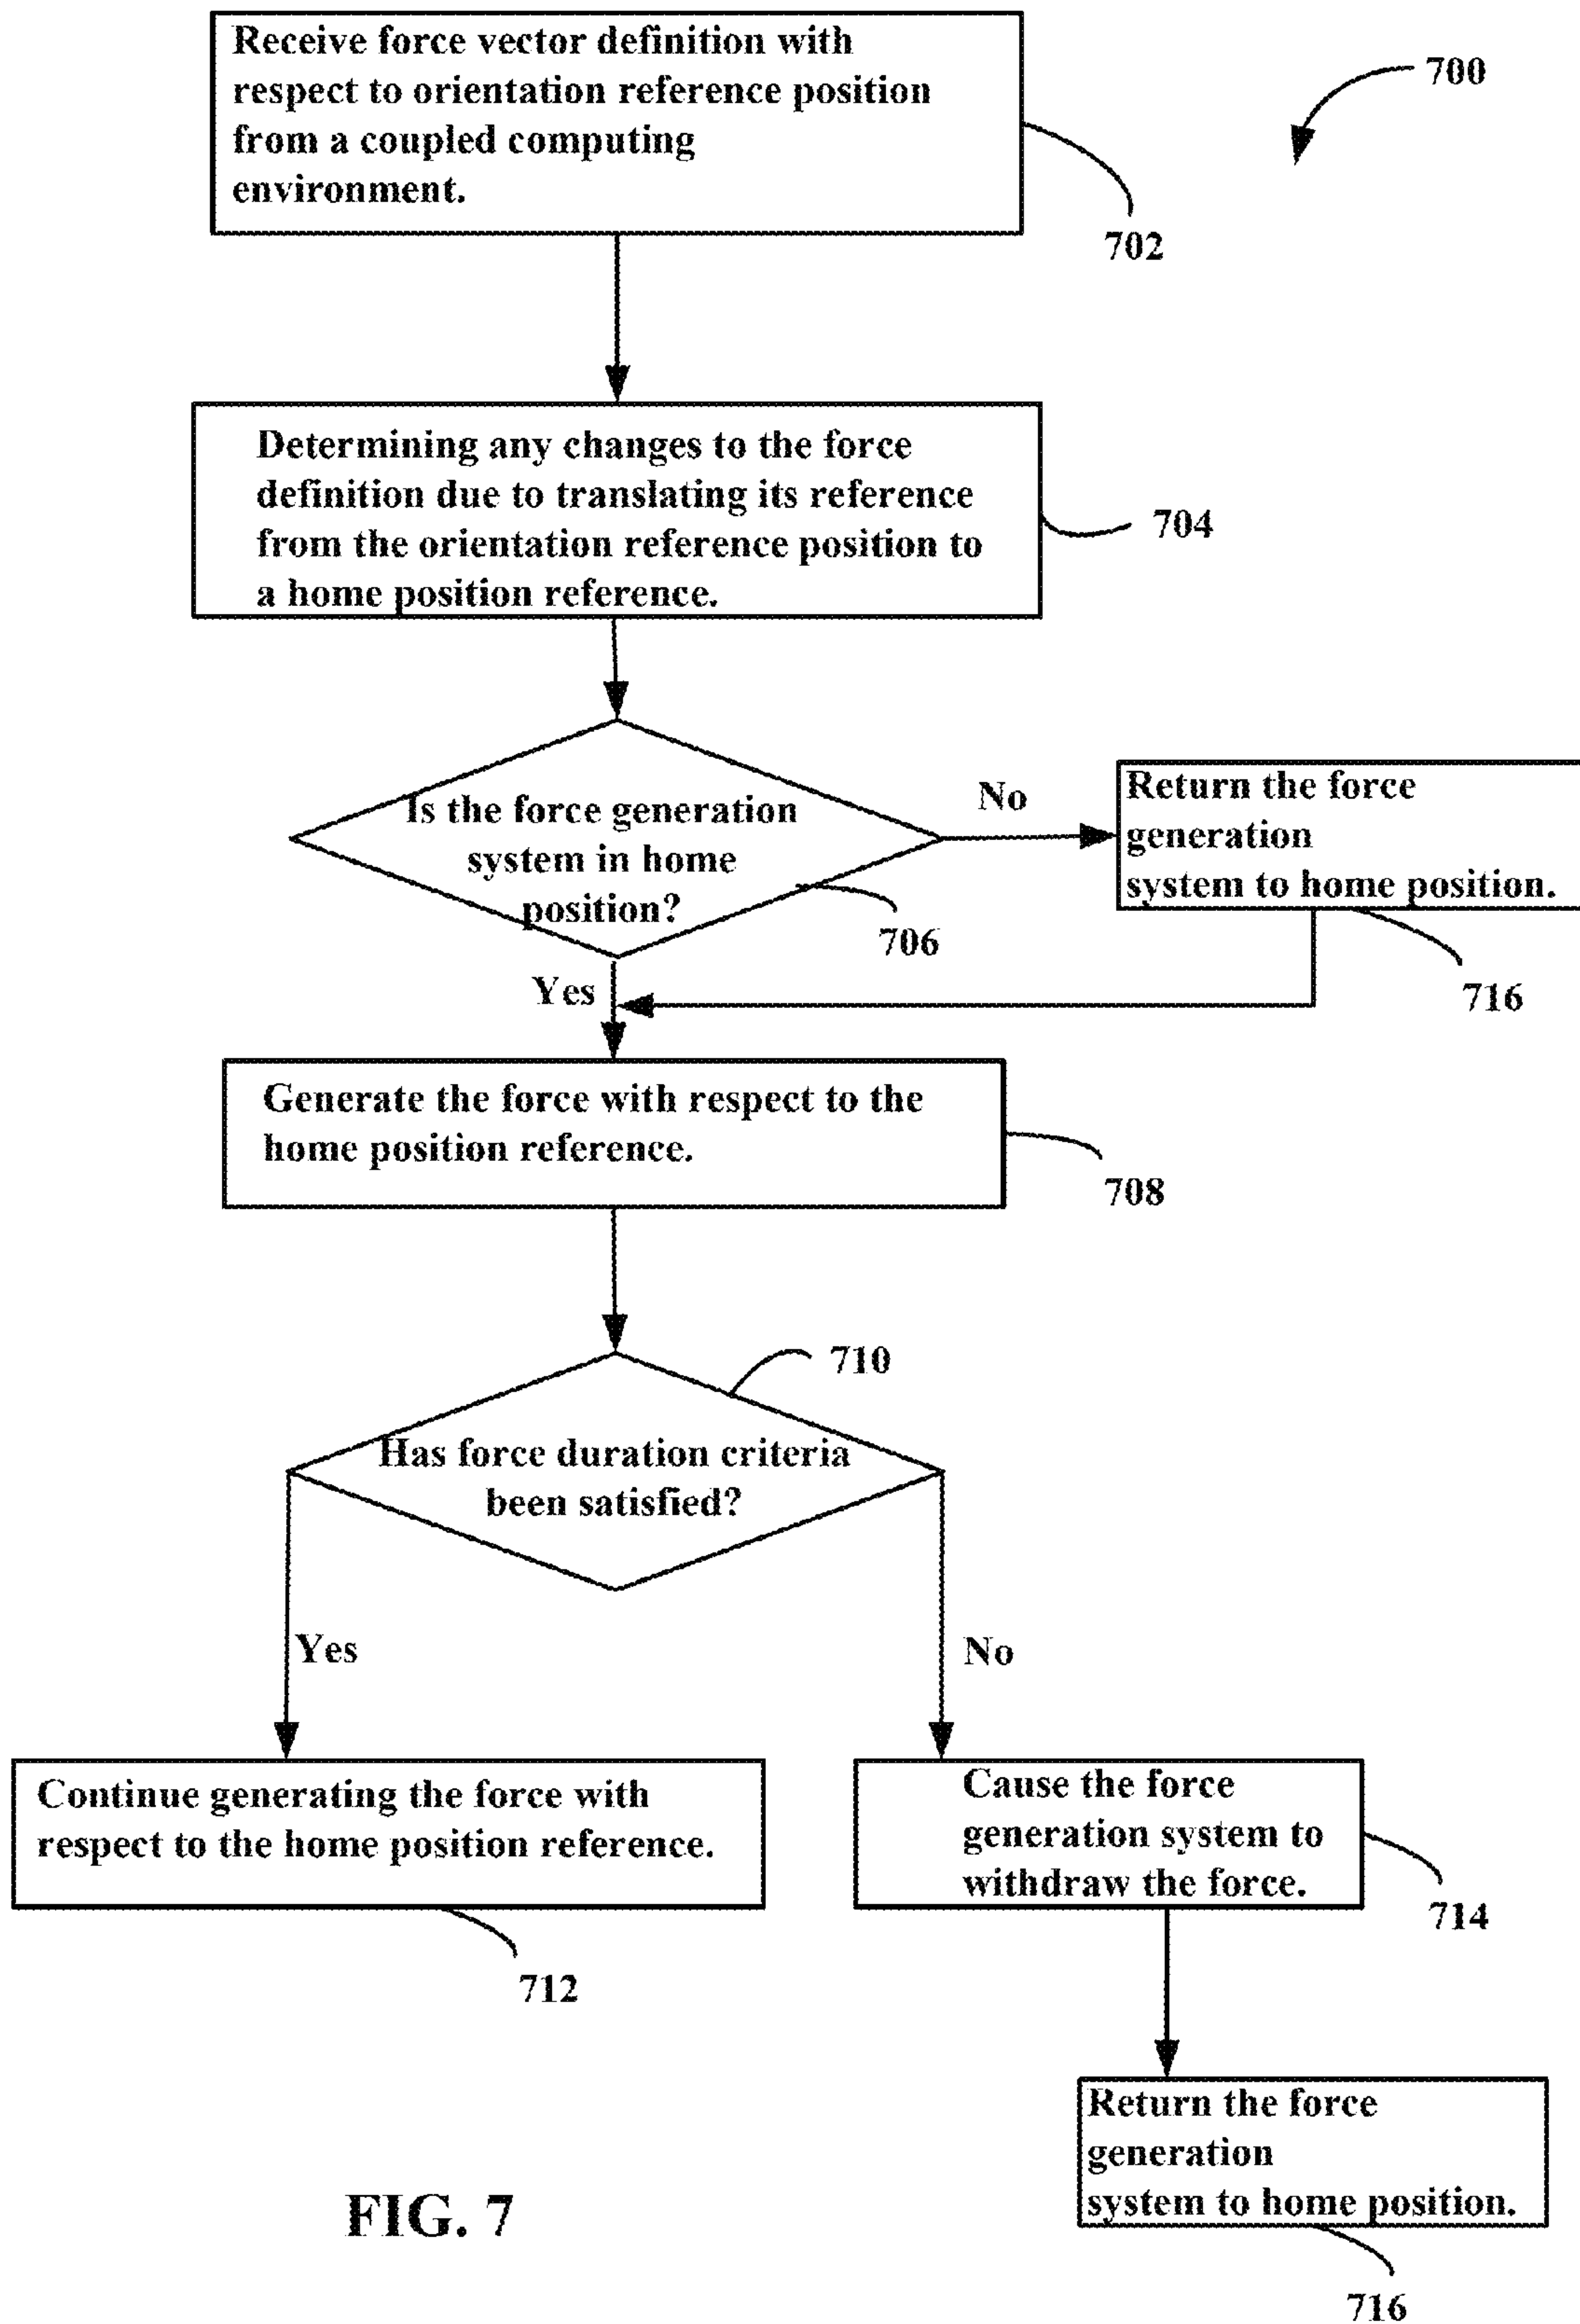 Receive force vector definition with
respect to orientation reference position
from a coupled computing
environment.
700
702
Determining any changes to the force
definition due to translating its reference
from the orientation reference position to
a home position reference.
704
Is the force generation
system in home
position?
706
No
Return the force
generation
system to home position.
716
Yes
Generate the force with respect to the
home position reference.
708
710
Has force duration criteria
been satisfied?
Yes
No
Continue generating the force with
respect to the home position reference.
712
Cause the force
generation system to
withdraw the force.
714
Return the force
generation
system to home position.
716
FIG. 7